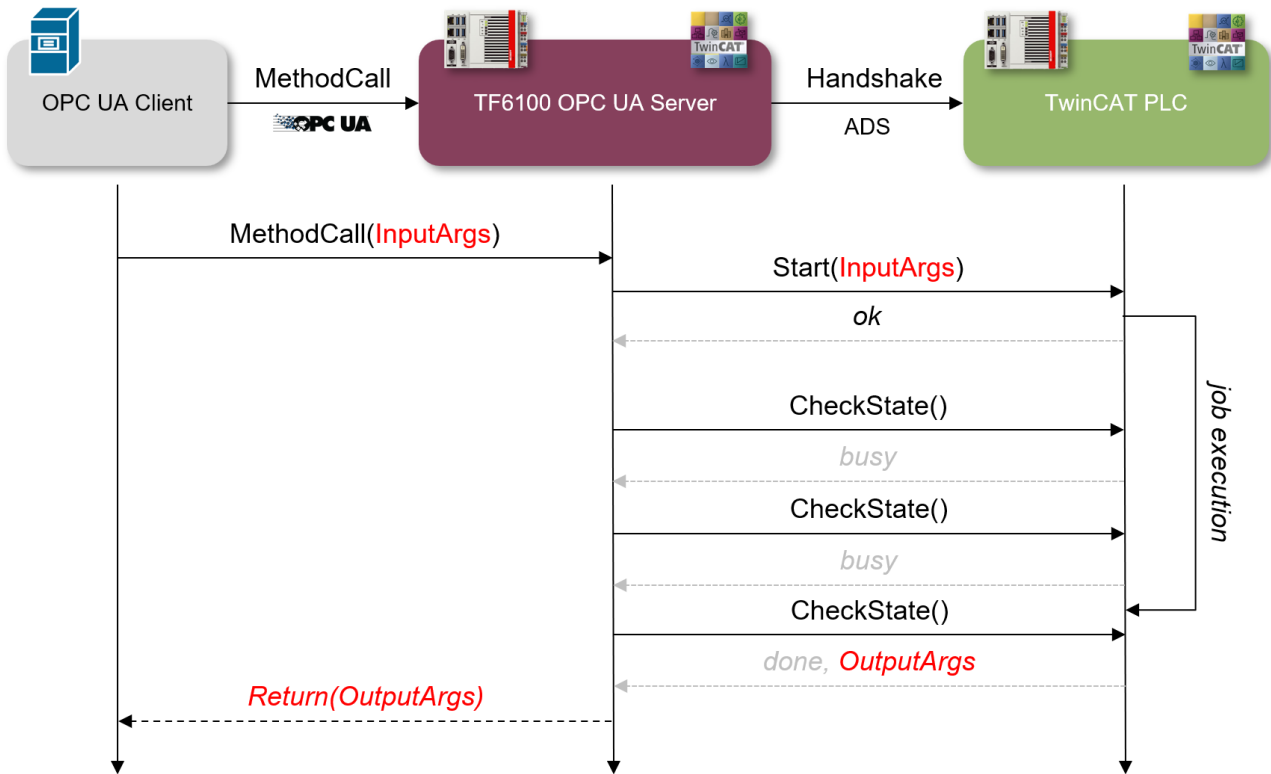 TwinCAT®
TwinCAT®
OPC UA Client
MethodCall
OPC UA
TF6100 OPC UA Server
Handshake
ADS
TwinCAT PLC
MethodCall(InputArgs)
Start(InputArgs)
ok
job execution
CheckState()
busy
CheckState()
busy
CheckState()
done, OutputArgs
Return(OutputArgs)